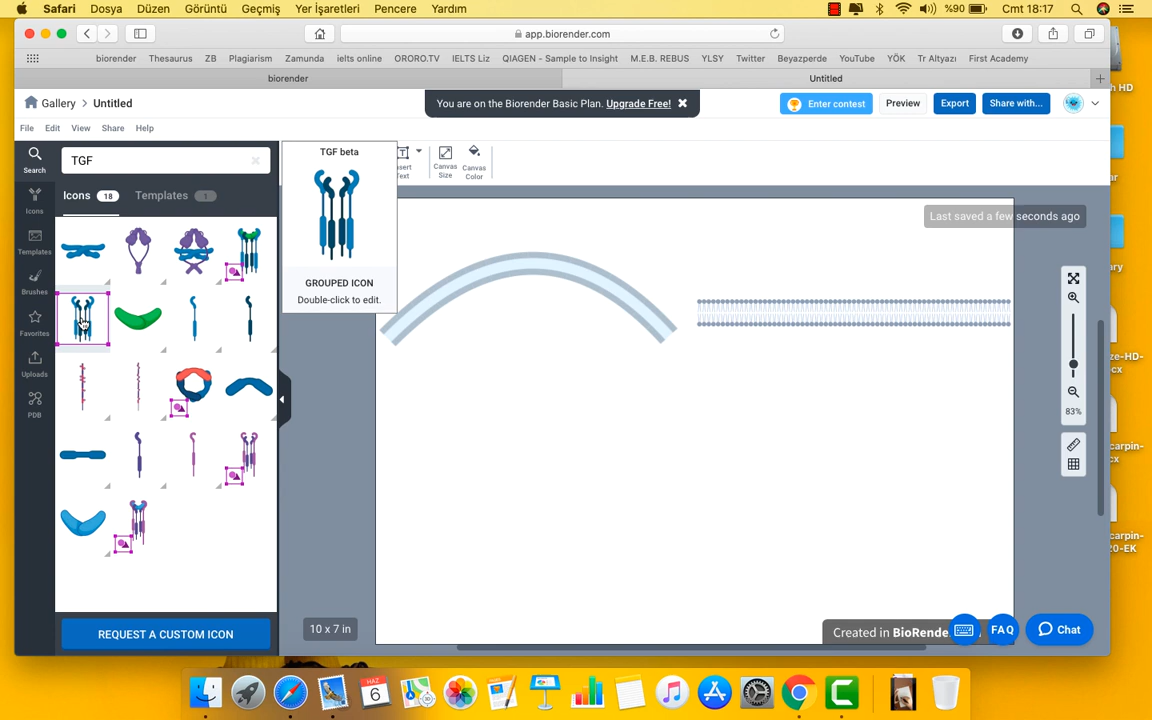 Safari Dosya Düzen Görüntü Geçmiş Yer İşaretleri Pencere Yardım %90 Cmt 18:17
app.biorender.com
biorender Thesaurus ZB Plagiarism Zamunda ielts online ORORO.TV IELTS Liz QIAGEN - Sample to Insight M.E.B. REBUS YLSY Twitter Beyazperde YouTube YÖK Tr Altyazı First Academy
biorender Untitled
Gallery Untitled You are on the Biorender Basic Plan. Upgrade Free! Enter contest Preview Export Share with...
File Edit View Share Help
Search TGF TGF beta Text Canvas Size Canvas Color
Icons 18 Templates 1
Icons
Templates
Brushes
Favorites
Uploads
PDB
GROUPED ICON
Double-click to edit.
Last saved a few seconds ago
83%
REQUEST A CUSTOM ICON
10 x 7 in
Created in
FAQ
Chat
HAZ
6